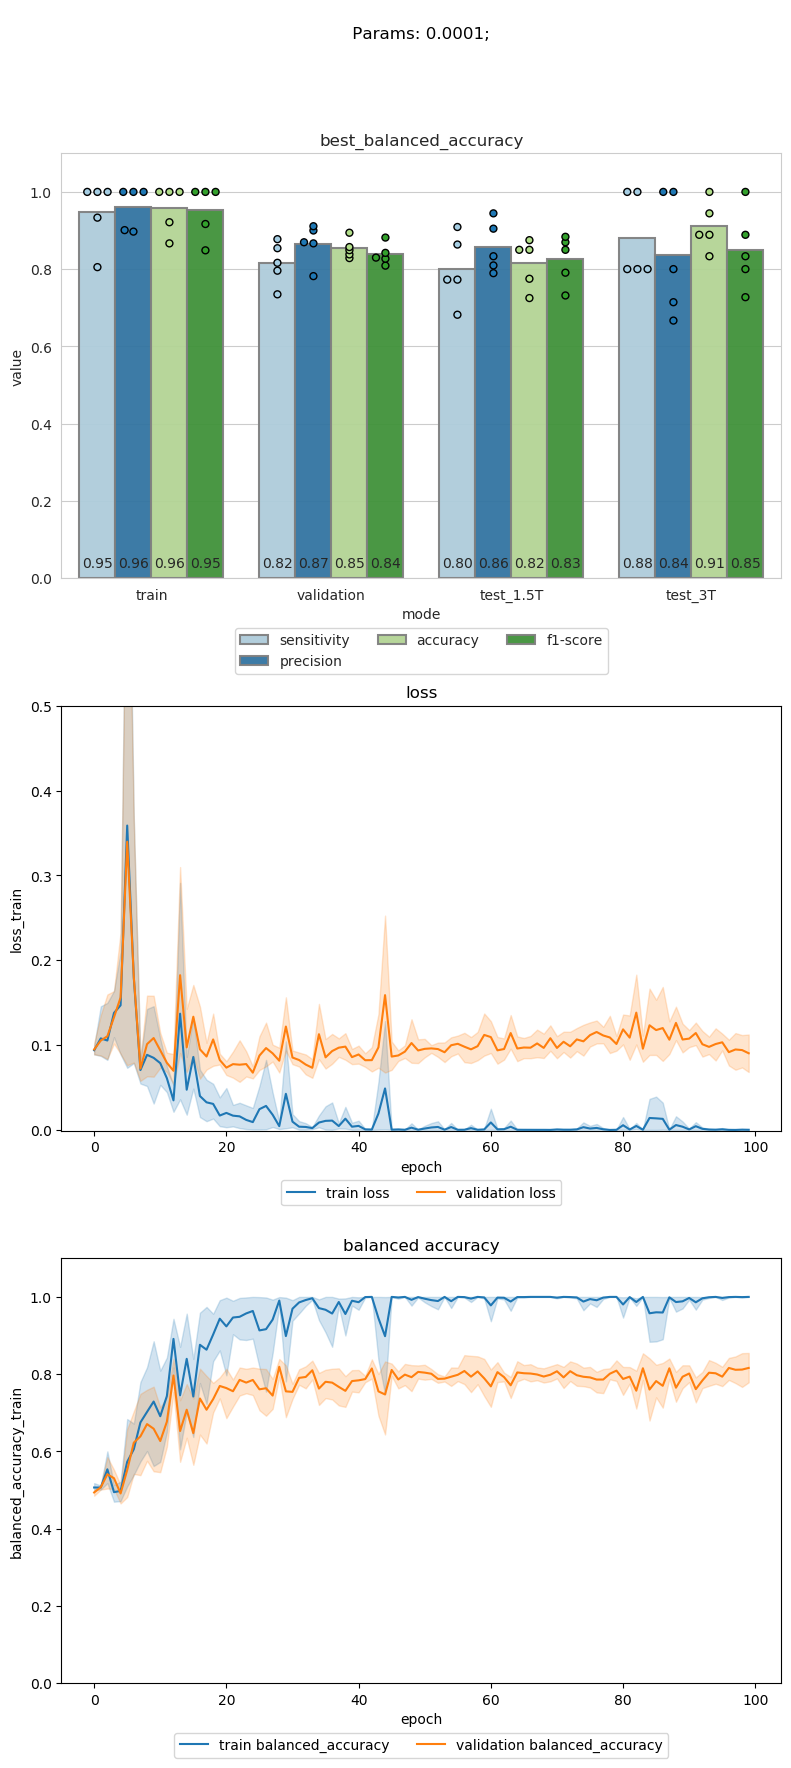 Params: 0.0001;
best_balanced_accuracy
value
1.0
0.8
0.6
0.4
0.2
0.0
0.95 0.96 0.96 0.95 0.82 0.87 0.85 0.84 0.80 0.86 0.82 0.83 0.88 0.84 0.91 0.85
train validation test_1.5T test_3T
mode
sensitivity accuracy f1-score
precision
loss
loss_train
0.5
0.4
0.3
0.2
0.1
0.0
0 20 40 60 80 100
epoch
train loss validation loss
balanced accuracy
balanced_accuracy_train
1.0
0.8
0.6
0.4
0.2
0.0
0 20 40 60 80 100
epoch
train balanced_accuracy validation balanced_accuracy